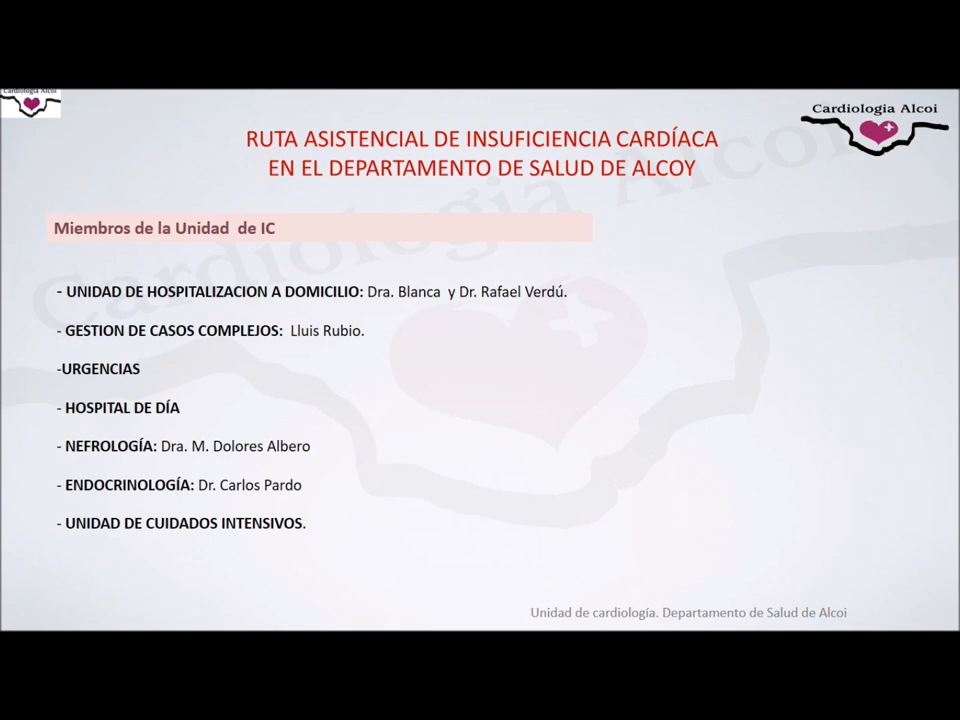 Cardiologia Alcoi
Cardiologia Alcoi
RUTA ASISTENCIAL DE INSUFICIENCIA CARDÍACA
EN EL DEPARTAMENTO DE SALUD DE ALCOY
Miembros de la Unidad de IC
- UNIDAD DE HOSPITALIZACION A DOMICILIO: Dra. Blanca y Dr. Rafael Verdú.
- GESTION DE CASOS COMPLEJOS: Lluis Rubio.
-URGENCIAS
- HOSPITAL DE DÍA
- NEFROLOGÍA: Dra. M. Dolores Albero
- ENDOCRINOLOGÍA: Dr. Carlos Pardo
- UNIDAD DE CUIDADOS INTENSIVOS.
Unidad de cardiología. Departamento de Salud de Alcoi
Cardiologia Alcoi